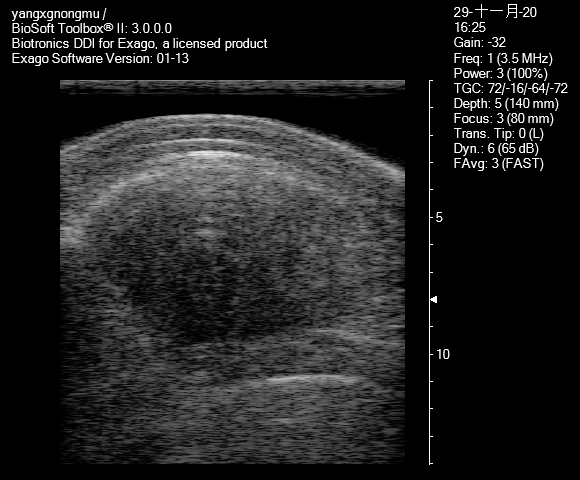 yangxgnongmu /
BioSoft Toolbox® II: 3.0.0.0
Biotronics DDI for Exago, a licensed product
Exago Software Version: 01-13
29-十一月-20
16:25
Gain: -32
Freq: 1 (3.5 MHz)
Power: 3 (100%)
TGC: 72/-16/-64/-72
Depth: 5 (140 mm)
Focus: 3 (80 mm)
Trans. Tip: 0 (L)
Dyn.: 6 (65 dB)
FAvg: 3 (FAST)
5
10